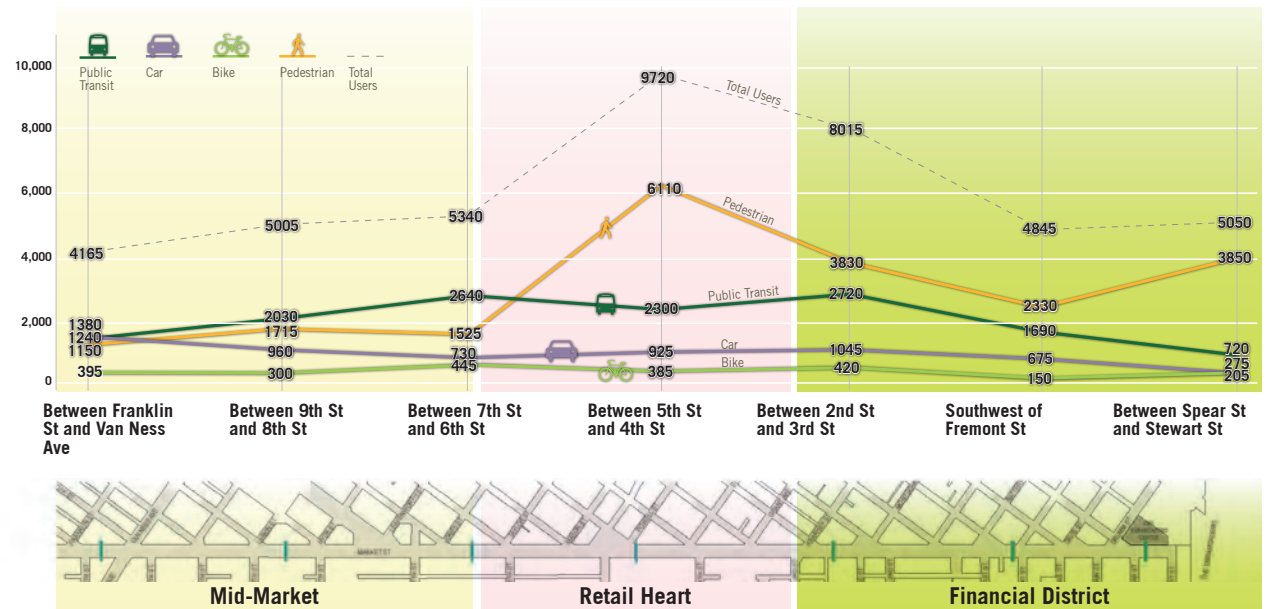 10,000
8,000
6,000
4,000
2,000
0
Public
Transit
Car
Bike
Pedestrian
Total
Users
4165
5005
5340
9720
Total Users
8015
4845
5050
6110
Pedestrian
3830
2330
3850
1380
1240
1150
395
2030
1715
960
300
2640
1525
730
445
2300
925
385
Public Transit
Car
Bike
2720
1045
420
1690
675
150
720
275
205
Between Franklin
St and Van Ness
Ave
Between 9th St
and 8th St
Between 7th St
and 6th St
Between 5th St
and 4th St
Between 2nd St
and 3rd St
Southwest of
Fremont St
Between Spear St
and Stewart St
MARKET ST
Mid-Market
Retail Heart
Financial District